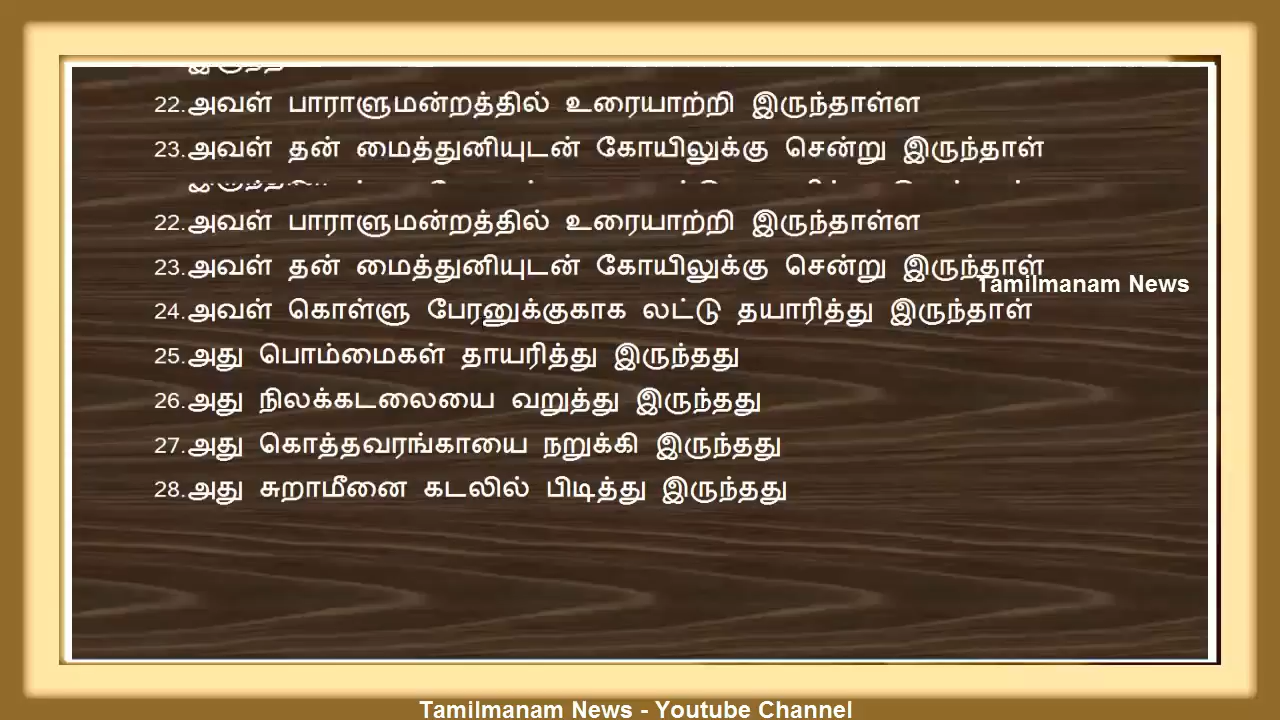 22.அவள் பாராளுமன்றத்தில் உரையாற்றி இருந்தாள்ள
23.அவள் தன் மைத்துனியுடன் கோயிலுக்கு சென்று இருந்தாள்
22.அவள் பாராளுமன்றத்தில் உரையாற்றி இருந்தாள்ள
23.அவள் தன் மைத்துனியுடன் கோயிலுக்கு சென்று இருந்தாள்
Tamilmanam News
24.அவள் கொள்ளு பேரனுக்குகாக லட்டு தயாரித்து இருந்தாள்
25.அது பொம்மைகள் தாயரித்து இருந்தது
26.அது நிலக்கடலையை வறுத்து இருந்தது
27.அது கொத்தவரங்காயை நறுக்கி இருந்தது
28.அது சுறாமீனை கடலில் பிடித்து இருந்தது
Tamilmanam News - Youtube Channel